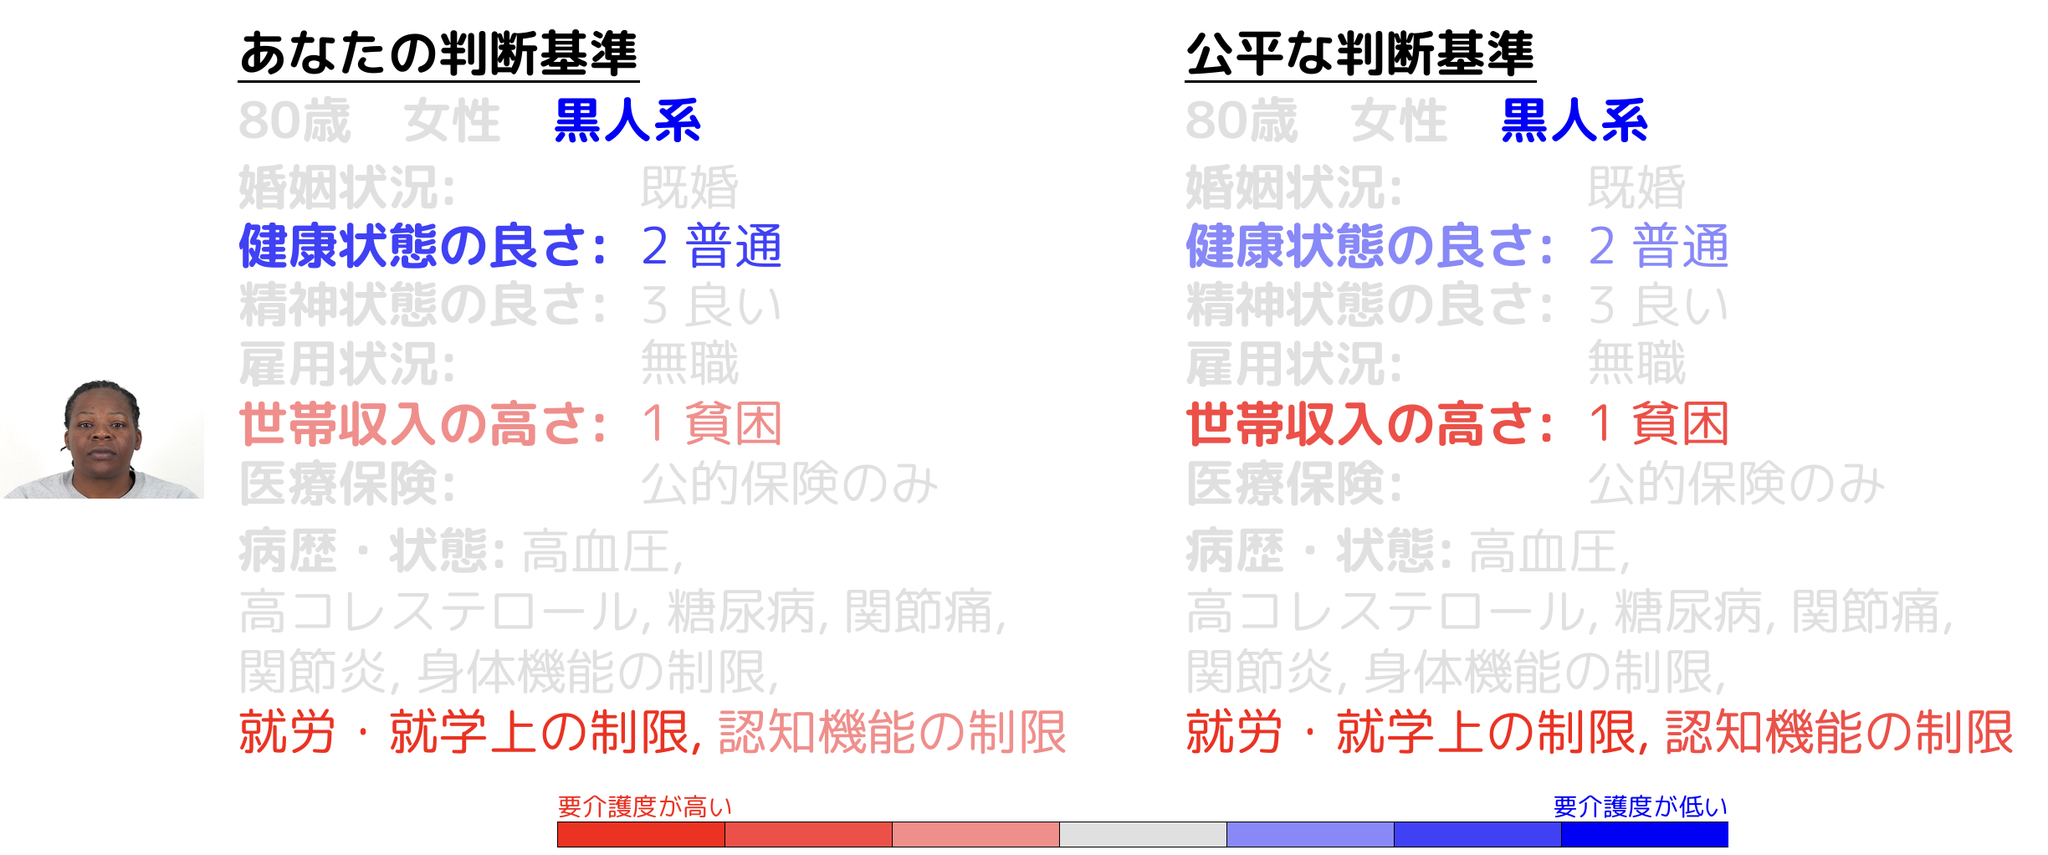 あなたの判断基準
80歳 女性 黒人系
婚姻状況: 既婚
健康状態の良さ: 2 普通
精神状態の良さ: 3 良い
雇用状況: 無職
世帯収入の高さ: 1 貧困
医療保険: 公的保険のみ
病歴・状態: 高血圧,
高コレステロール, 糖尿病, 関節痛,
関節炎, 身体機能の制限,
就労・就学上の制限, 認知機能の制限
公平な判断基準
80歳 女性 黒人系
婚姻状況: 既婚
健康状態の良さ: 2 普通
精神状態の良さ: 3 良い
雇用状況: 無職
世帯収入の高さ: 1 貧困
医療保険: 公的保険のみ
病歴・状態: 高血圧,
高コレステロール, 糖尿病, 関節痛,
関節炎, 身体機能の制限,
就労・就学上の制限, 認知機能の制限
要介護度が高い
要介護度が低い